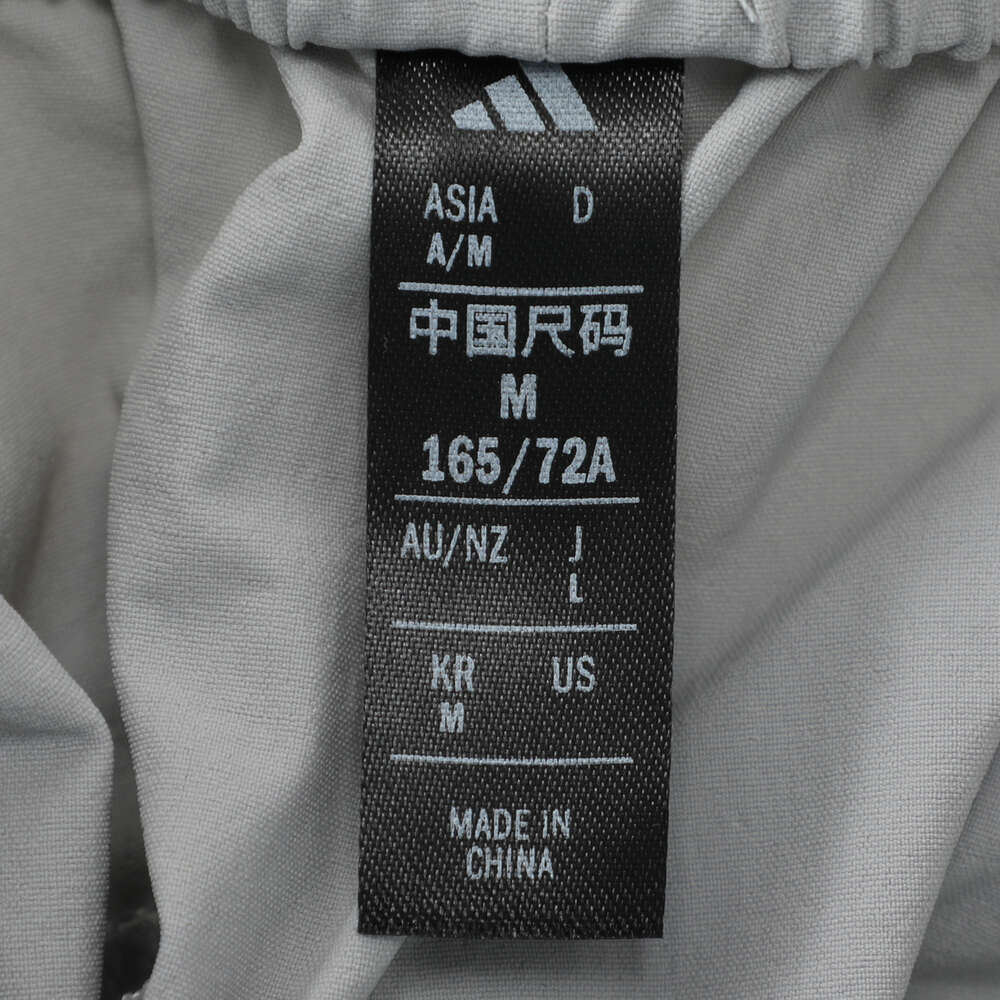 ASIA D
A/M
中国尺码
M
165/72A
AU/NZ J
L
KR US
M
MADE IN
CHINA